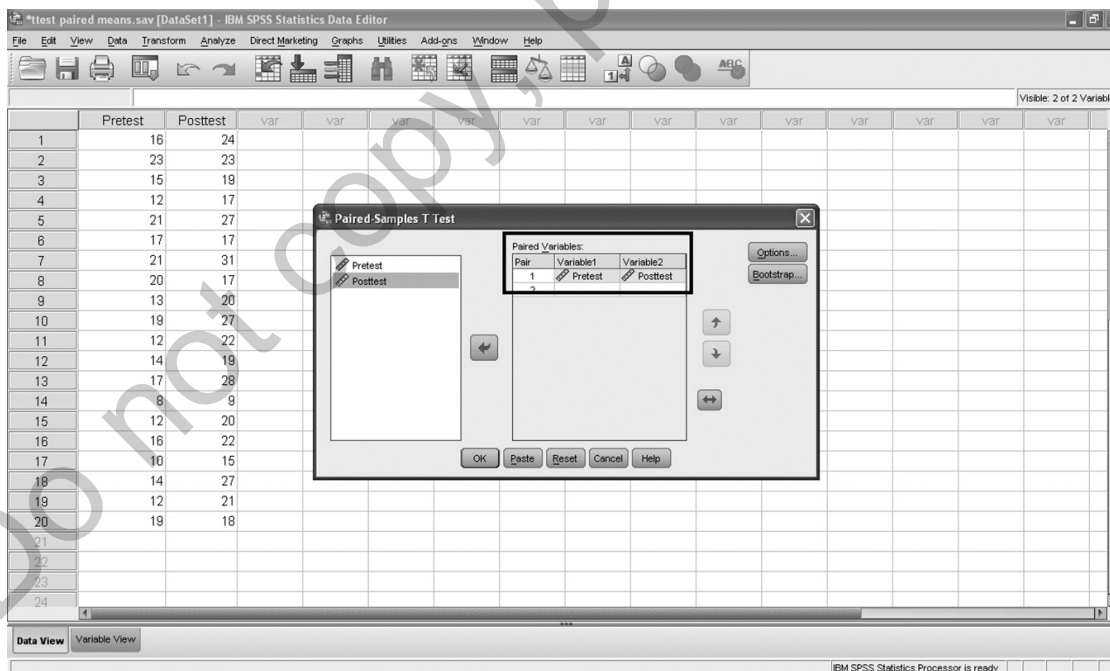 *ttest paired means.sav [DataSet1] - IBM SPSS Statistics Data Editor
File Edit View Data Transform Analyze Direct Marketing Graphs Utilities Add-ons Window Help
Visible: 2 of 2 Variabl
Pretest Posttest var var var var var var var var var var var var
1 16 24
2 23 23
3 15 19
4 12 17
5 21 27
6 17 17
7 21 31
8 20 17
9 13 20
10 19 27
11 12 22
12 14 19
13 17 28
14 8 9
15 12 20
16 16 22
17 10 15
18 14 27
19 12 21
20 19 18
21
22
23
24
Paired-Samples T Test
Pretest
Posttest
Paired Variables:
Pair Variable1 Variable2
1 Pretest Posttest
2
Options...
Bootstrap...
OK Paste Reset Cancel Help
Data View Variable View
IBM SPSS Statistics Processor is ready
Do not copy, p